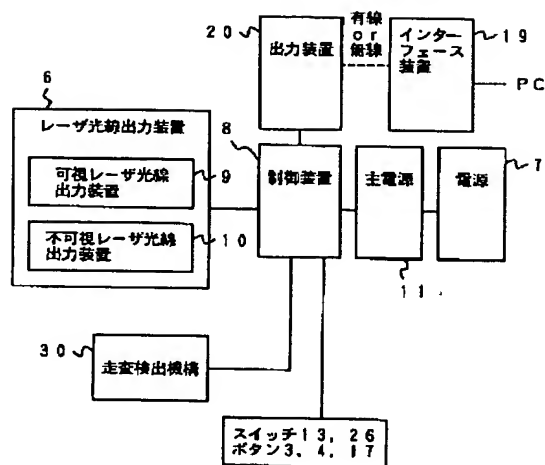 20
出力装置
有線
or
無線
インター
フェース
装置
19
PC
6
レーザ光線出力装置
可視レーザ光線
出力装置
9
不可視レーザ光線
出力装置
10
8
制御装置
主電源
電源
7
11
30
走査検出機構
スイッチ13, 26
ボタン3, 4, 17